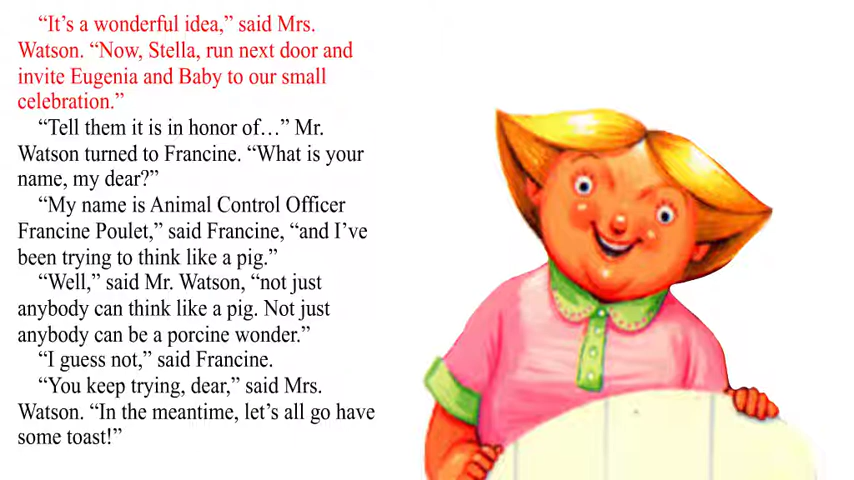 “It’s a wonderful idea,” said Mrs.
Watson. “Now, Stella, run next door and
invite Eugenia and Baby to our small
celebration.”
“Tell them it is in honor of…” Mr.
Watson turned to Francine. “What is your
name, my dear?”
“My name is Animal Control Officer
Francine Poulet,” said Francine, “and I’ve
been trying to think like a pig.”
“Well,” said Mr. Watson, “not just
anybody can think like a pig. Not just
anybody can be a porcine wonder.”
“I guess not,” said Francine.
“You keep trying, dear,” said Mrs.
Watson. “In the meantime, let’s all go have
some toast!”